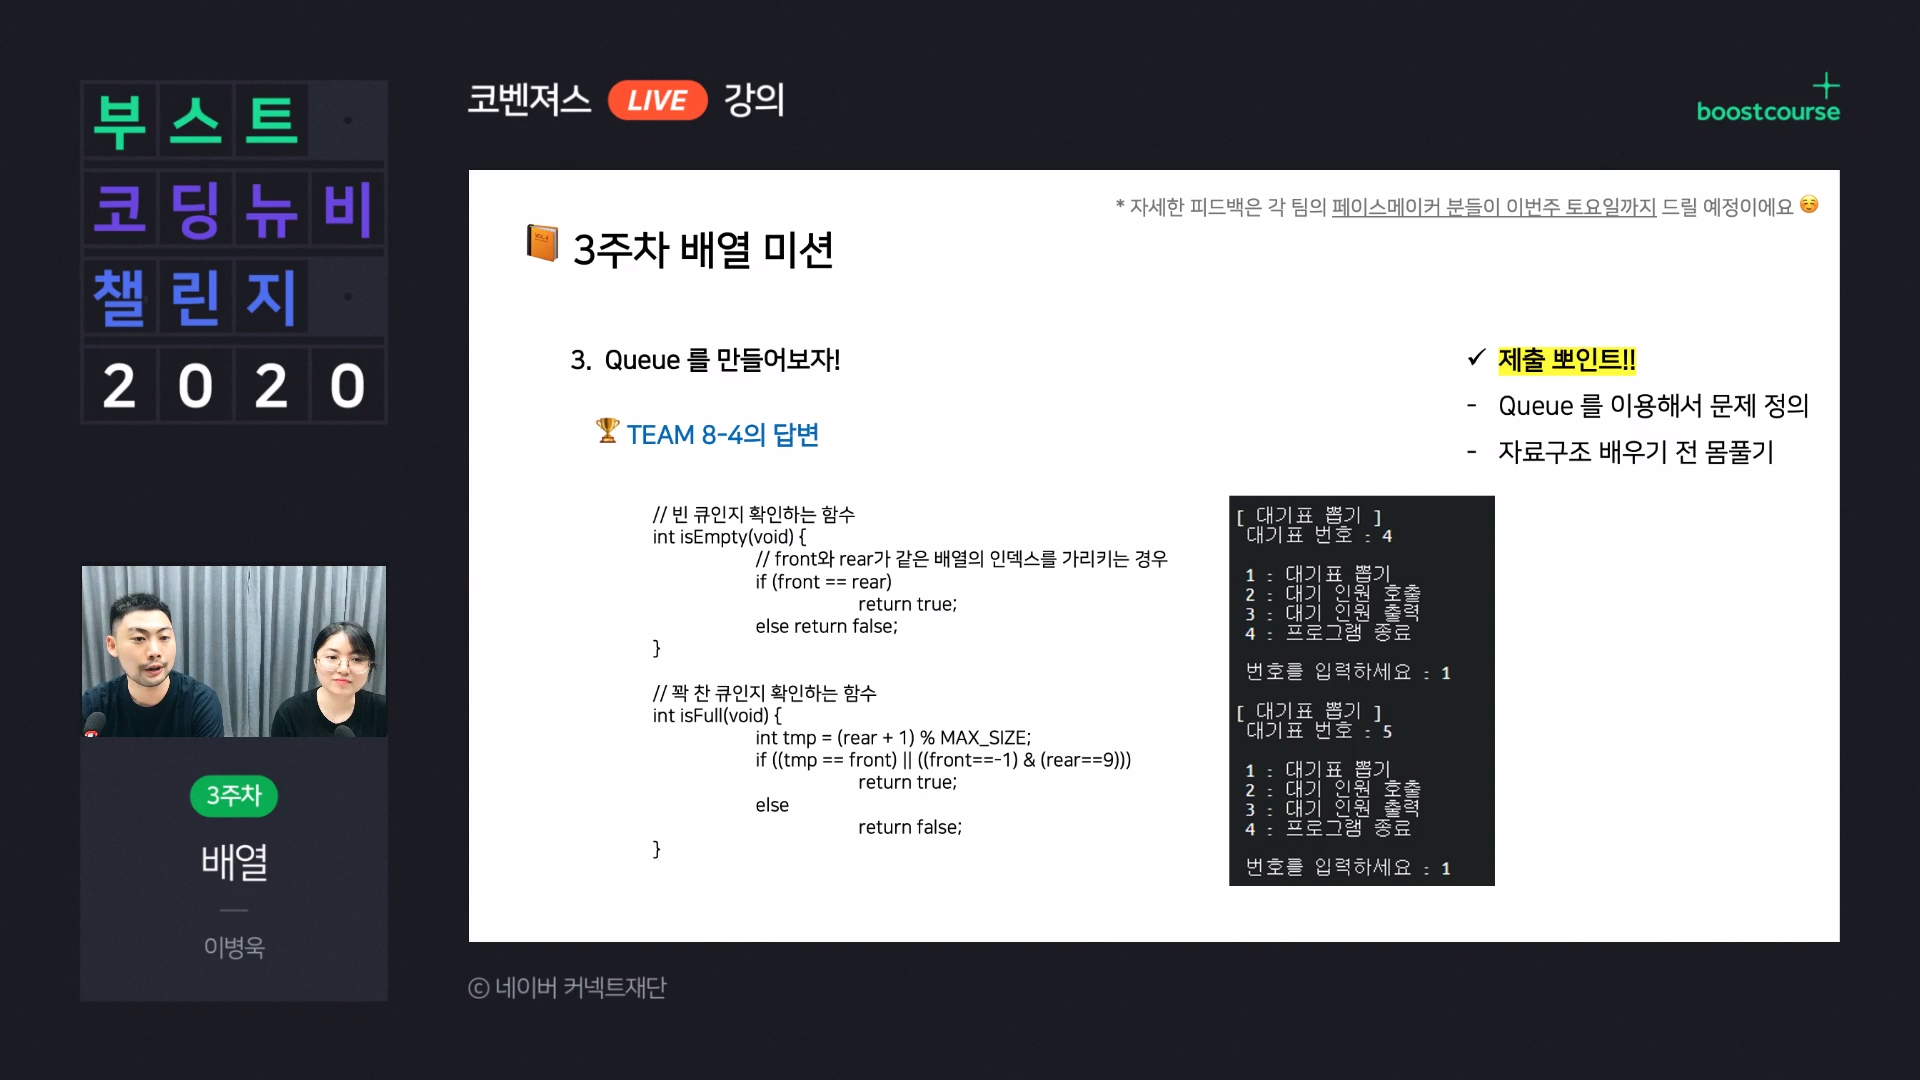 부스트
코딩뉴비
챌린지
2020
코벤져스 LIVE 강의
boostcourse
* 자세한 피드백은 각 팀의 페이스메이커 분들이 이번주 토요일까지 드릴 예정이에요
3주차 배열 미션
3. Queue 를 만들어보자!
TEAM 8-4의 답변
✓ 제출 뽀인트!!
- Queue 를 이용해서 문제 정의
- 자료구조 배우기 전 몸풀기
// 빈 큐인지 확인하는 함수
int isEmpty(void) {
// front와 rear가 같은 배열의 인덱스를 가리키는 경우
if (front == rear)
return true;
else return false;
}
// 꽉 찬 큐인지 확인하는 함수
int isFull(void) {
int tmp = (rear + 1) % MAX_SIZE;
if ((tmp == front) || ((front==-1) & (rear==9)))
return true;
else
return false;
}
[ 대기표 뽑기 ]
대기표 번호 : 4
1 : 대기표 뽑기
2 : 대기 인원 호출
3 : 대기 인원 출력
4 : 프로그램 종료
번호를 입력하세요 : 1
[ 대기표 뽑기 ]
대기표 번호 : 5
1 : 대기표 뽑기
2 : 대기 인원 호출
3 : 대기 인원 출력
4 : 프로그램 종료
번호를 입력하세요 : 1
3주차
배열
이병욱
ⓒ 네이버 커넥트재단